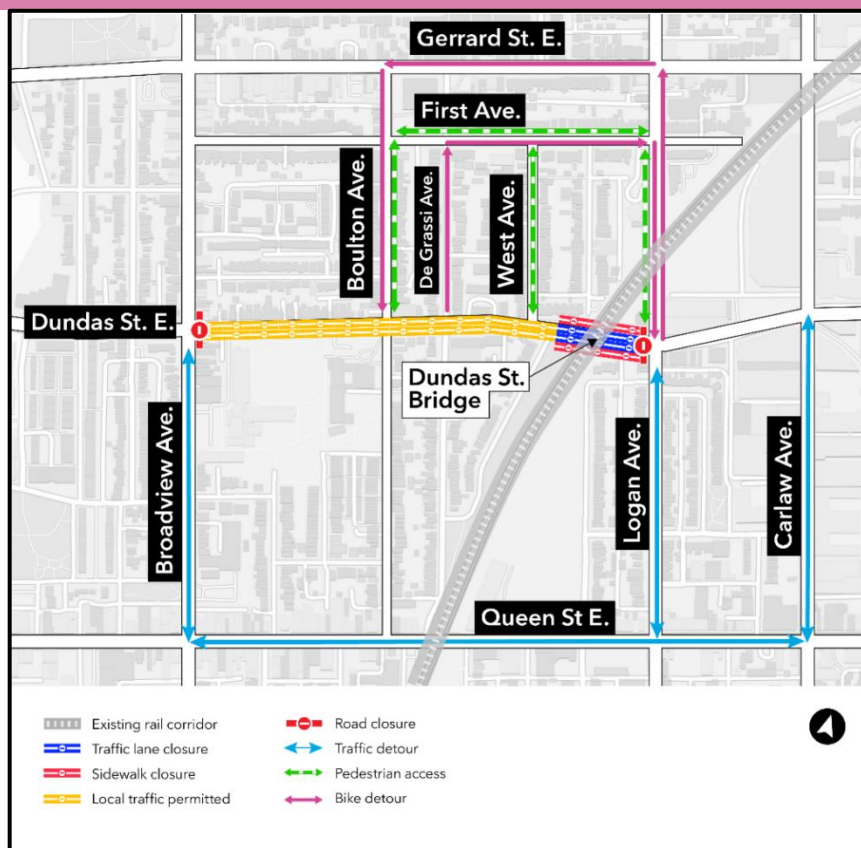 Gerrard St. E.
First Ave.
Boulton Ave.
De Grassi Ave.
West Ave.
Dundas St. E.
Dundas St.
Bridge
Broadview Ave.
Logan Ave.
Carlaw Ave.
Queen St E.
Existing rail corridor
Traffic lane closure
Sidewalk closure
Local traffic permitted
Road closure
Traffic detour
Pedestrian access
Bike detour